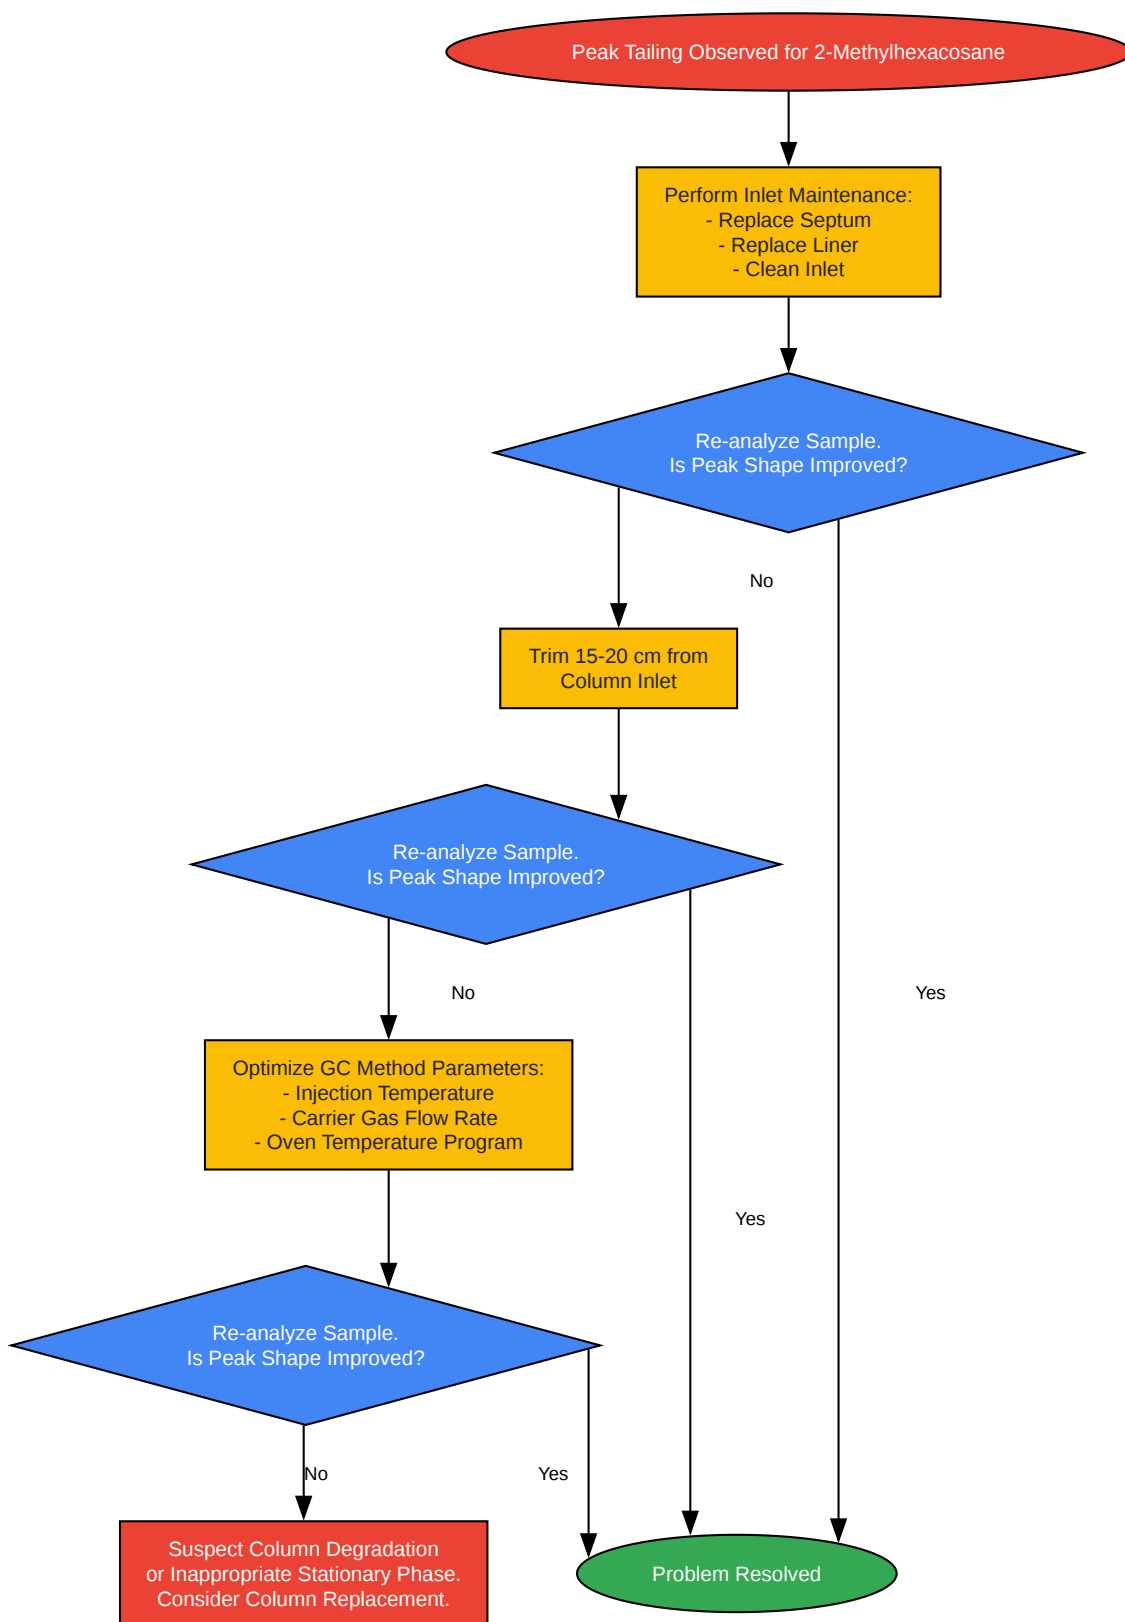 Peak Tailing Observed for 2-Methylhexacosane
Perform Inlet Maintenance:
- Replace Septum
- Replace Liner
- Clean Inlet
Re-analyze Sample.
Is Peak Shape Improved?
No
Trim 15-20 cm from
Column Inlet
Re-analyze Sample.
Is Peak Shape Improved?
No
Yes
Optimize GC Method Parameters:
- Injection Temperature
- Carrier Gas Flow Rate
- Oven Temperature Program
Yes
Re-analyze Sample.
Is Peak Shape Improved?
No
Yes
Suspect Column Degradation
or Inappropriate Stationary Phase.
Consider Column Replacement.
Problem Resolved